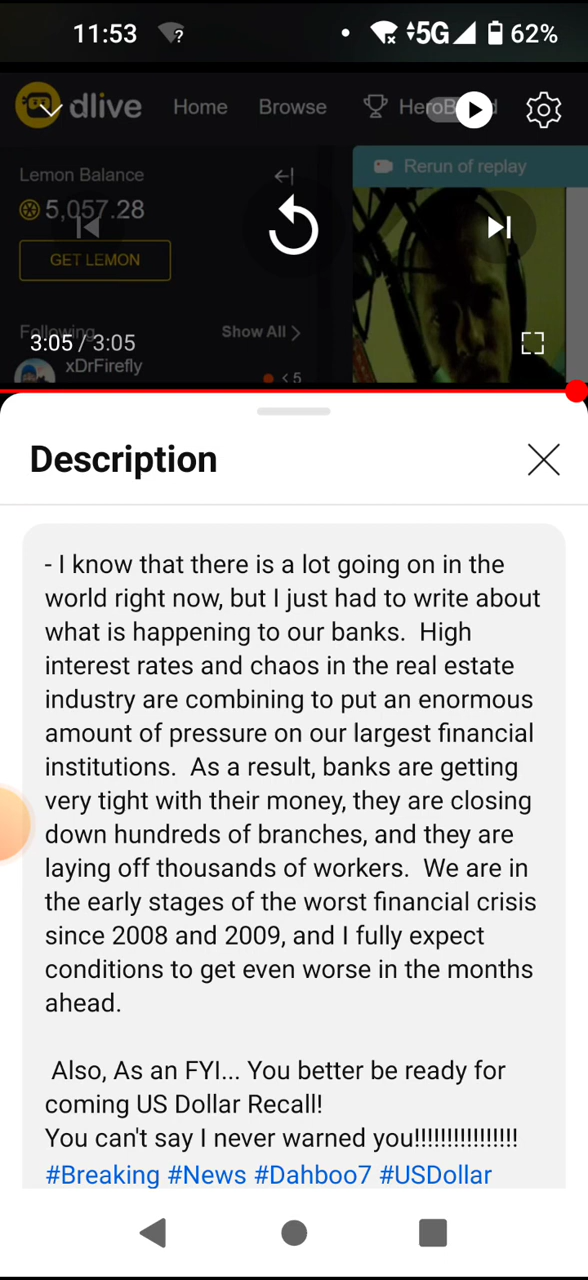 11:53
5G 62%
dlive Home Browse
Lemon Balance
Rerun of replay
5,057.28
GET LEMON
Following
Show All
3:05 / 3:05
xDrFirefly
< 5
Description
- I know that there is a lot going on in the
world right now, but I just had to write about
what is happening to our banks.  High
interest rates and chaos in the real estate
industry are combining to put an enormous
amount of pressure on our largest financial
institutions.  As a result, banks are getting
very tight with their money, they are closing
down hundreds of branches, and they are
laying off thousands of workers.  We are in
the early stages of the worst financial crisis
since 2008 and 2009, and I fully expect
conditions to get even worse in the months
ahead.
Also, As an FYI... You better be ready for
coming US Dollar Recall!
You can't say I never warned you!!!!!!!!!!!!!!!!
#Breaking #News #Dahboo7 #USDollar